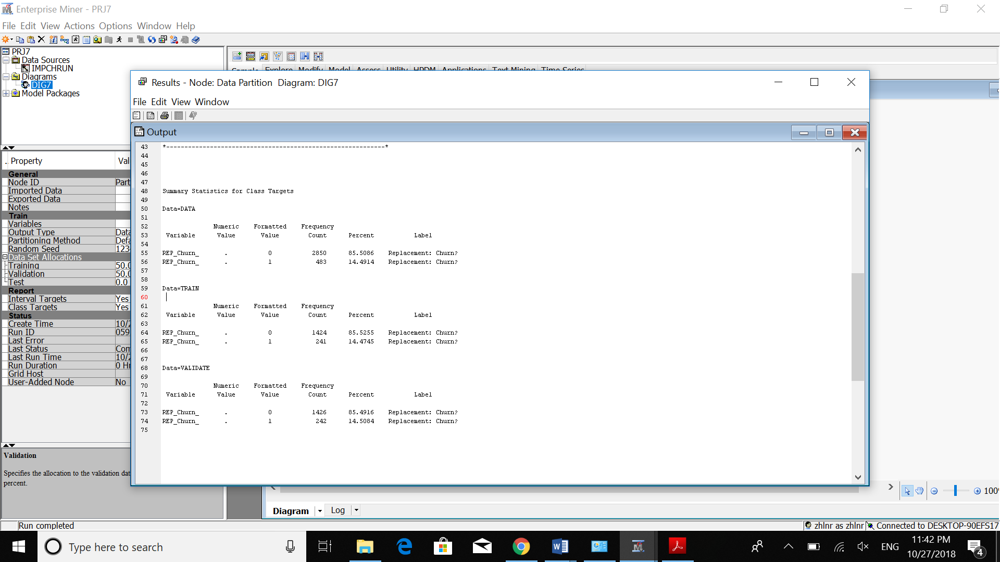 Enterprise Miner - PRJ7
File Edit View Actions Options Window Help
PRJ7
Data Sources
IMPCHRUN
Diagrams
DIG7
Model Packages
Sample Explore Modify Model Assess Utility HPDM Applications Text Mining Time Series
Results - Node: Data Partition Diagram: DIG7
File Edit View Window
Output
. Property Val
General
Node ID Part
Imported Data
Exported Data
Notes
Train
Variables
Output Type Data
Partitioning Method Defa
Random Seed 123
Data Set Allocations
Training 50.0
Validation 50.0
Test 0.0
Report
Interval Targets Yes
Class Targets Yes
Status
Create Time 10/2
Run ID 059
Last Error
Last Status Com
Last Run Time 10/2
Run Duration 0 Hr
Grid Host
User-Added Node No
Validation
Specifies the allocation to the validation dat
percent.
43 *------------------------------------------------------------*
44
45
46
47
48 Summary Statistics for Class Targets
49
50 Data=DATA
51
52 Numeric Formatted Frequency
53 Variable Value Value Count Percent Label
54
55 REP_Churn_ . 0 2850 85.5086 Replacement: Churn?
56 REP_Churn_ . 1 483 14.4914 Replacement: Churn?
57
58
59 Data=TRAIN
60
61 Numeric Formatted Frequency
62 Variable Value Value Count Percent Label
63
64 REP_Churn_ . 0 1424 85.5255 Replacement: Churn?
65 REP_Churn_ . 1 241 14.4745 Replacement: Churn?
66
67
68 Data=VALIDATE
69
70 Numeric Formatted Frequency
71 Variable Value Value Count Percent Label
72
73 REP_Churn_ . 0 1426 85.4916 Replacement: Churn?
74 REP_Churn_ . 1 242 14.5084 Replacement: Churn?
75
100
Diagram Log
Run completed
zhlnr as zhlnr Connected to DESKTOP-90EFS17
Type here to search
ENG
11:42 PM
10/27/2018
4